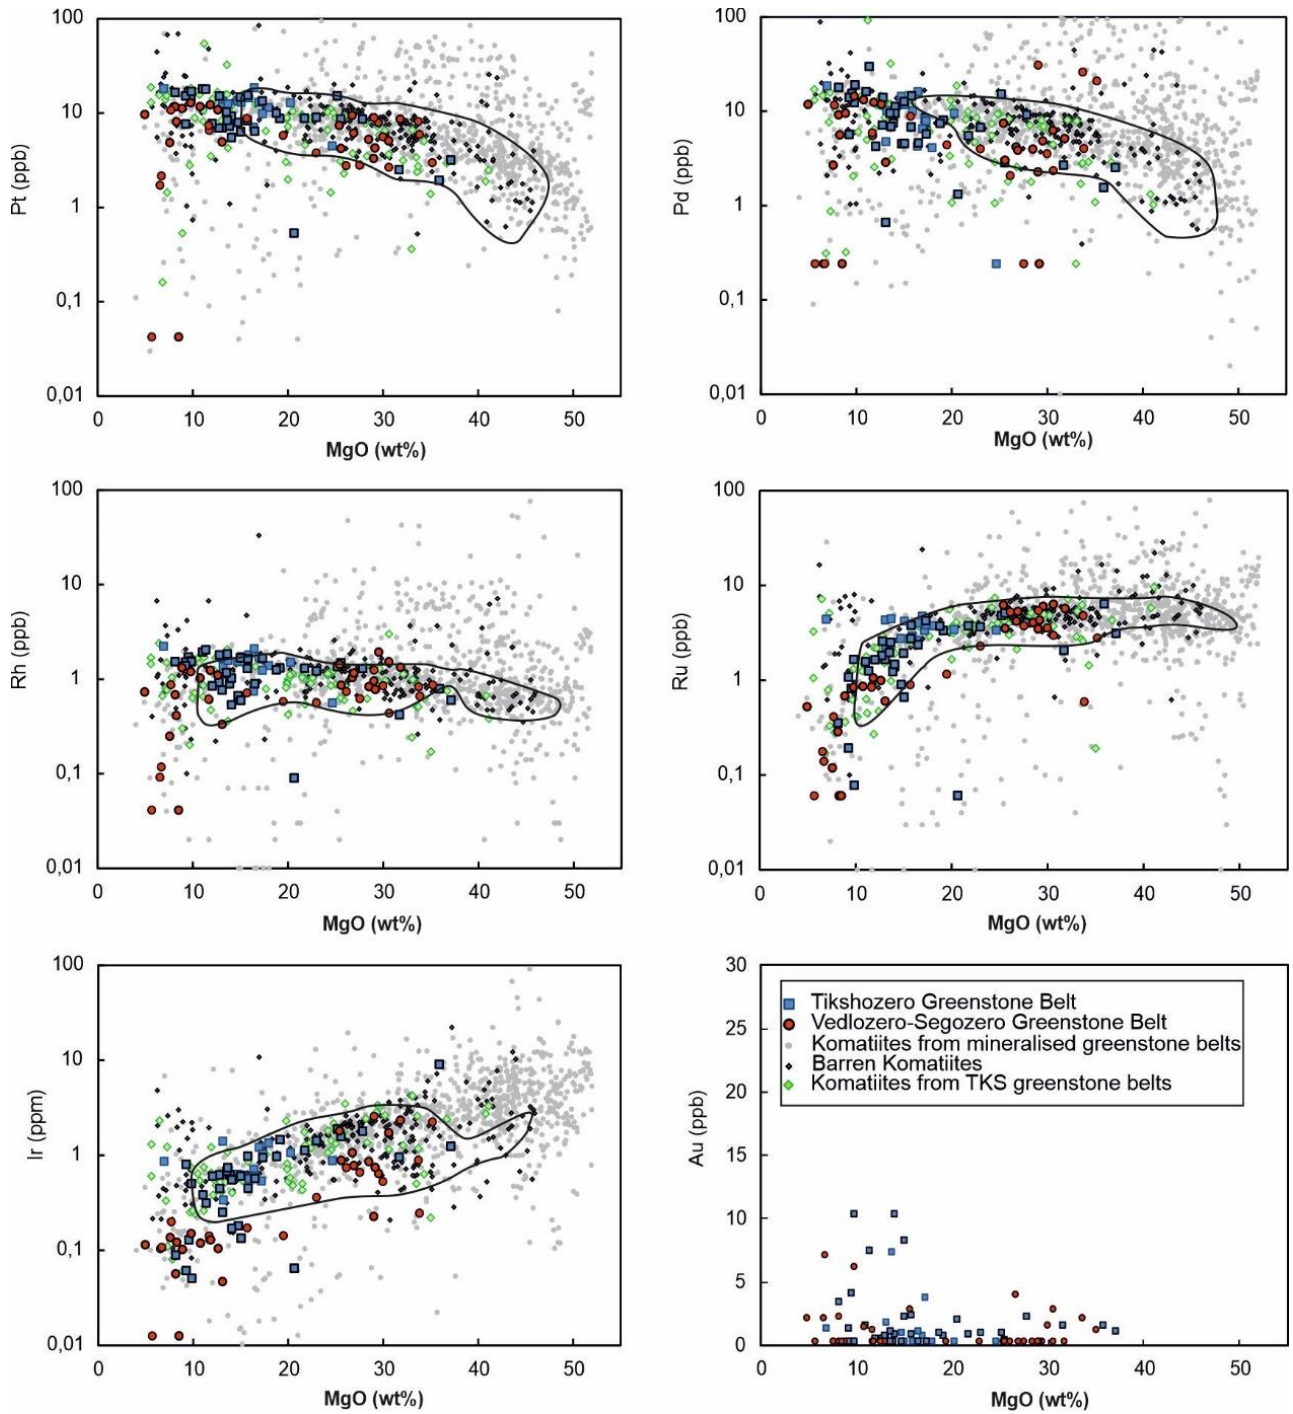 100
10
1
0,1
0,01
Pt (ppb)
0 10 20 30 40 50
MgO (wt%)
100
10
1
0,1
0,01
Pd (ppb)
0 10 20 30 40 50
MgO (wt%)
100
10
1
0,1
0,01
Rh (ppb)
0 10 20 30 40 50
MgO (wt%)
100
10
1
0,1
0,01
Ru (ppb)
0 10 20 30 40 50
MgO (wt%)
100
10
1
0,1
0,01
Ir (ppm)
0 10 20 30 40 50
MgO (wt%)
30
25
20
15
10
5
0
Au (ppb)
Tikshozero Greenstone Belt
Vedlozero-Segozero Greenstone Belt
Komatiites from mineralised greenstone belts
Barren Komatiites
Komatiites from TKS greenstone belts
0 10 20 30 40 50
MgO (wt%)